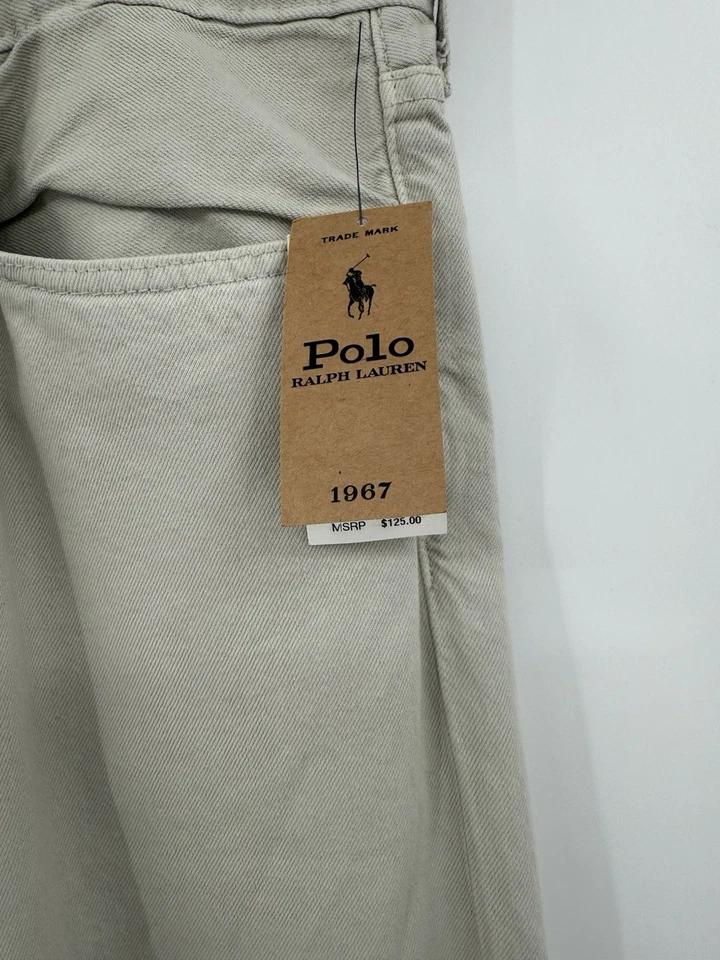 TRADE MARK
Polo
RALPH LAUREN
1967
MSRP $125.00